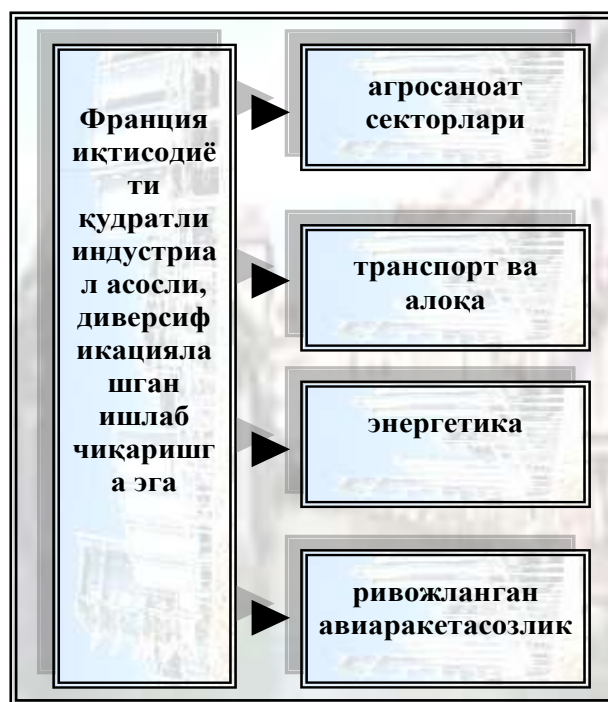 Франция
иқтисодиё
ти
қудратли
индустриа
л асосли,
диверсиф
икацияла
шган
ишлаб
чиқаришг
а эга
агросаноат
секторлари
транспорт ва
алоқа
энергетика
ривожланган
авиаракетасозлик